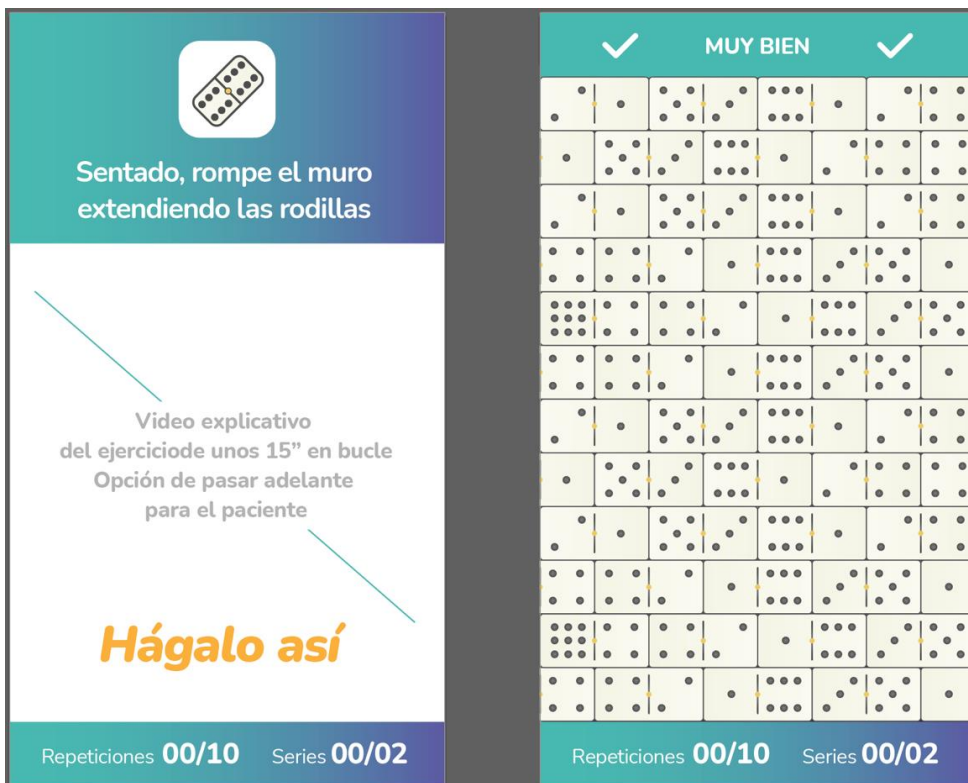 Sentado, rompe el muro
extendiendo las rodillas
Video explicativo
del ejerciciode unos 15” en bucle
Opción de pasar adelante
para el paciente
Hágalo así
Repeticiones 00/10 Series 00/02
MUY BIEN
Repeticiones 00/10 Series 00/02